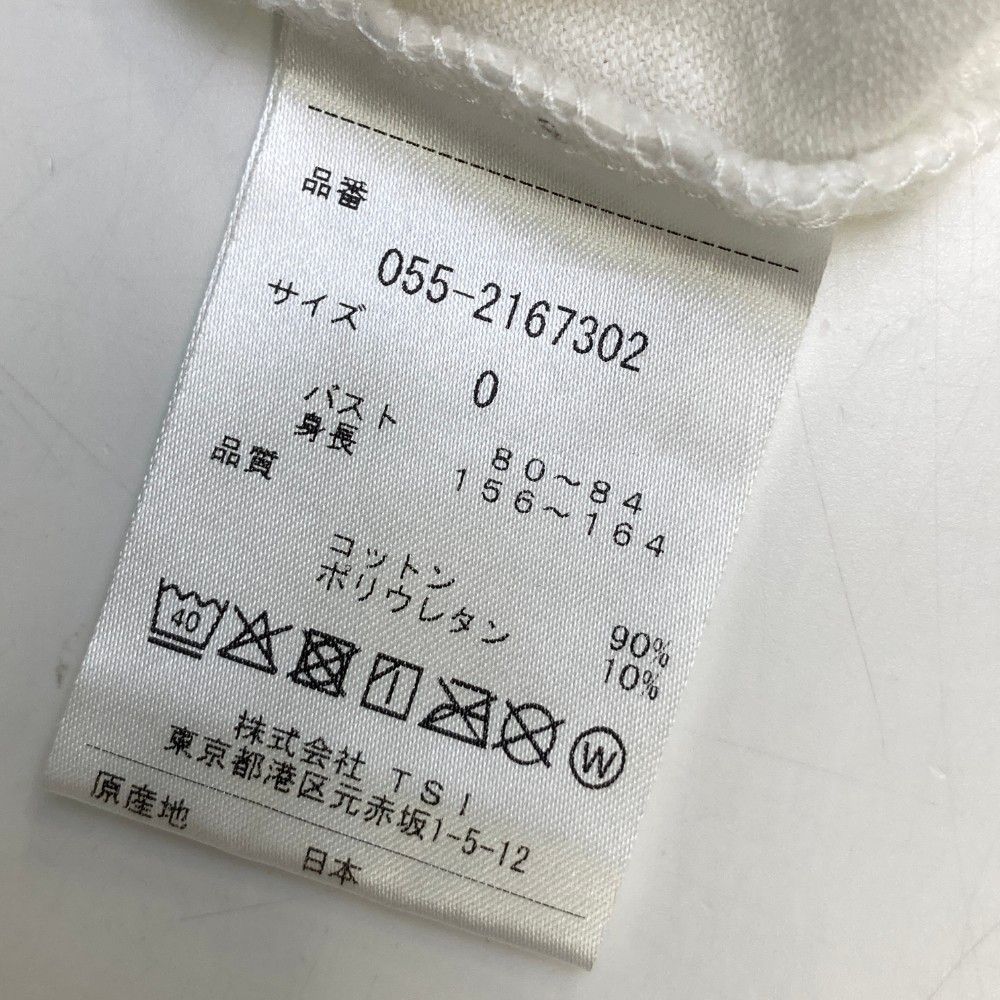 品番
055-2167302
サイズ
0
バスト 80～84
身長 156～164
品質
コットン 90%
ポリウレタン 10%
40
W
株式会社 TSI
東京都港区元赤坂1-5-12
原産地
日本